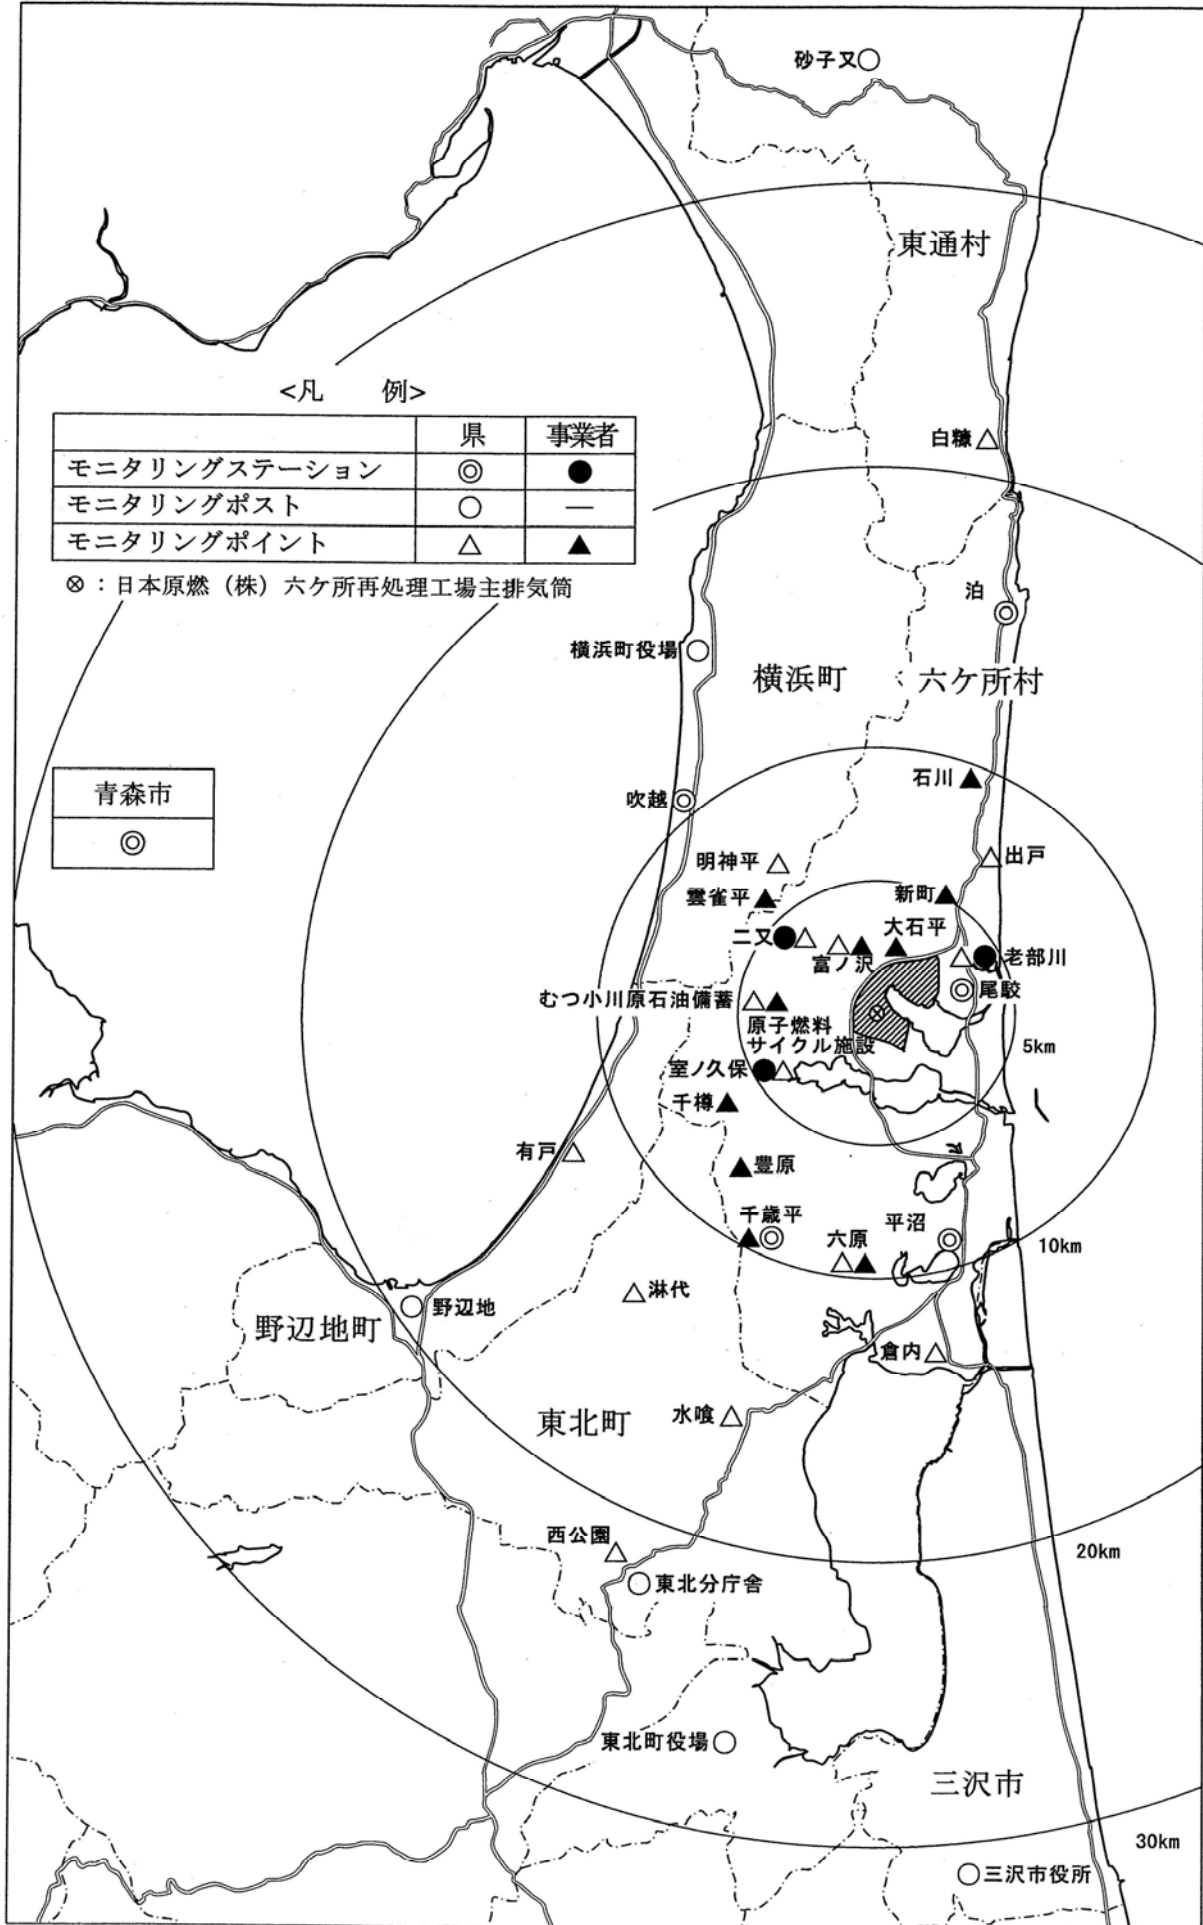 砂子又
東通村
<凡 例>
県 事業者
モニタリングステーション ◎ ●
モニタリングポスト ○ ―
モニタリングポイント △ ▲
⊗：日本原燃（株）六ケ所再処理工場主排気筒
白糠
泊
横浜町役場
横浜町
六ケ所村
青森市
◎
石川
吹越
明神平
出戸
雲雀平
新町
大石平
二又
富ノ沢
老部川
尾駮
むつ小川原石油備蓄
原子燃料
サイクル施設
5km
室ノ久保
千樽
有戸
豊原
千歳平
六原
平沼
10km
淋代
野辺地
野辺地町
倉内
東北町
水喰
西公園
20km
東北分庁舎
東北町役場
三沢市
30km
三沢市役所